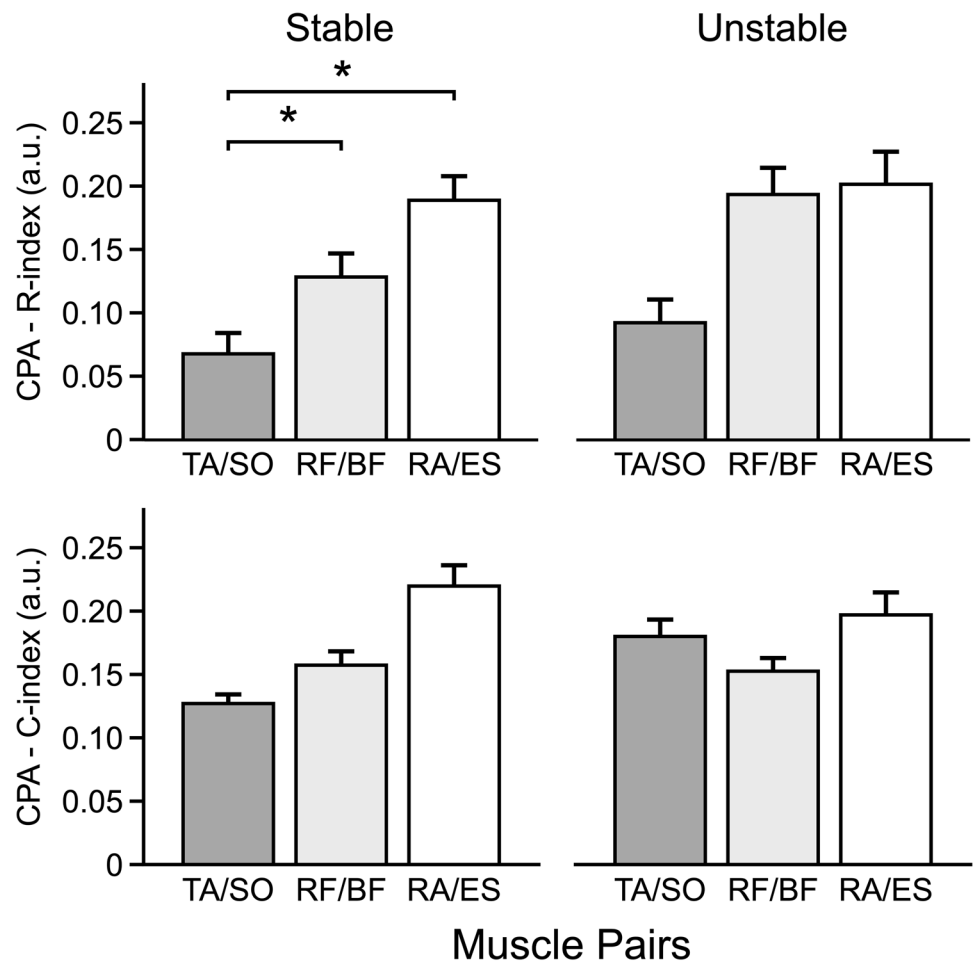 Stable
Unstable
*
*
CPA - R-index (a.u.)
0.25
0.20
0.15
0.10
0.05
0
TA/SO RF/BF RA/ES
TA/SO RF/BF RA/ES
CPA - C-index (a.u.)
0.25
0.20
0.15
0.10
0.05
0
TA/SO RF/BF RA/ES
TA/SO RF/BF RA/ES
Muscle Pairs